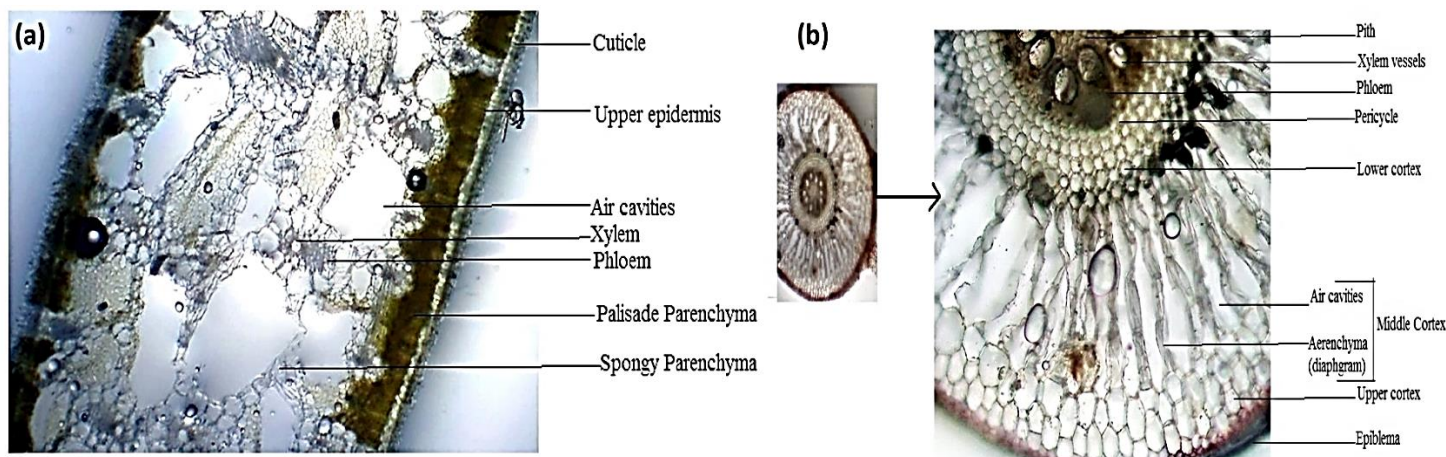 (a)
Cuticle
Upper epidermis
Air cavities
Xylem
Phloem
Palisade Parenchyma
Spongy Parenchyma
(b)
Pith
Xylem vessels
Phloem
Pericycle
Lower cortex
Air cavities
Middle Cortex
Aerenchyma
(diaphgram)
Upper cortex
Epiblema